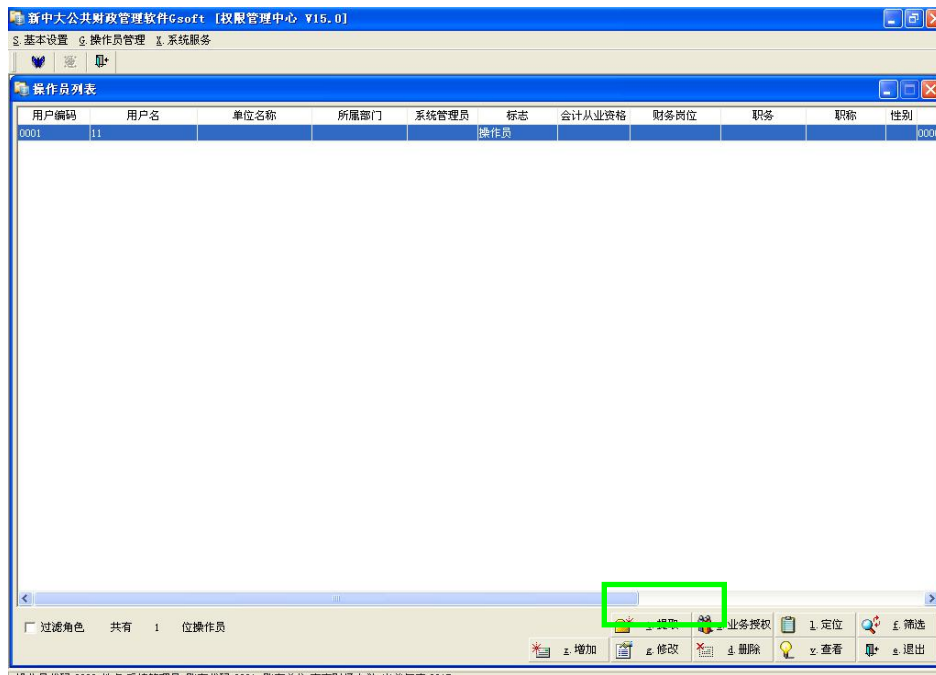 新中大公共财政管理软件Gsoft [权限管理中心 V15.0]
S.基本设置 G.操作员管理 X.系统服务
操作员列表
用户编码 用户名 单位名称 所属部门 系统管理员 标志 会计从业资格 财务岗位 职务 职称 性别
0001 11 操作员 000
过滤角色 共有 1 位操作员
业务授权 l.定位 f.筛选
增加 修改 d.删除 v.查看 退出